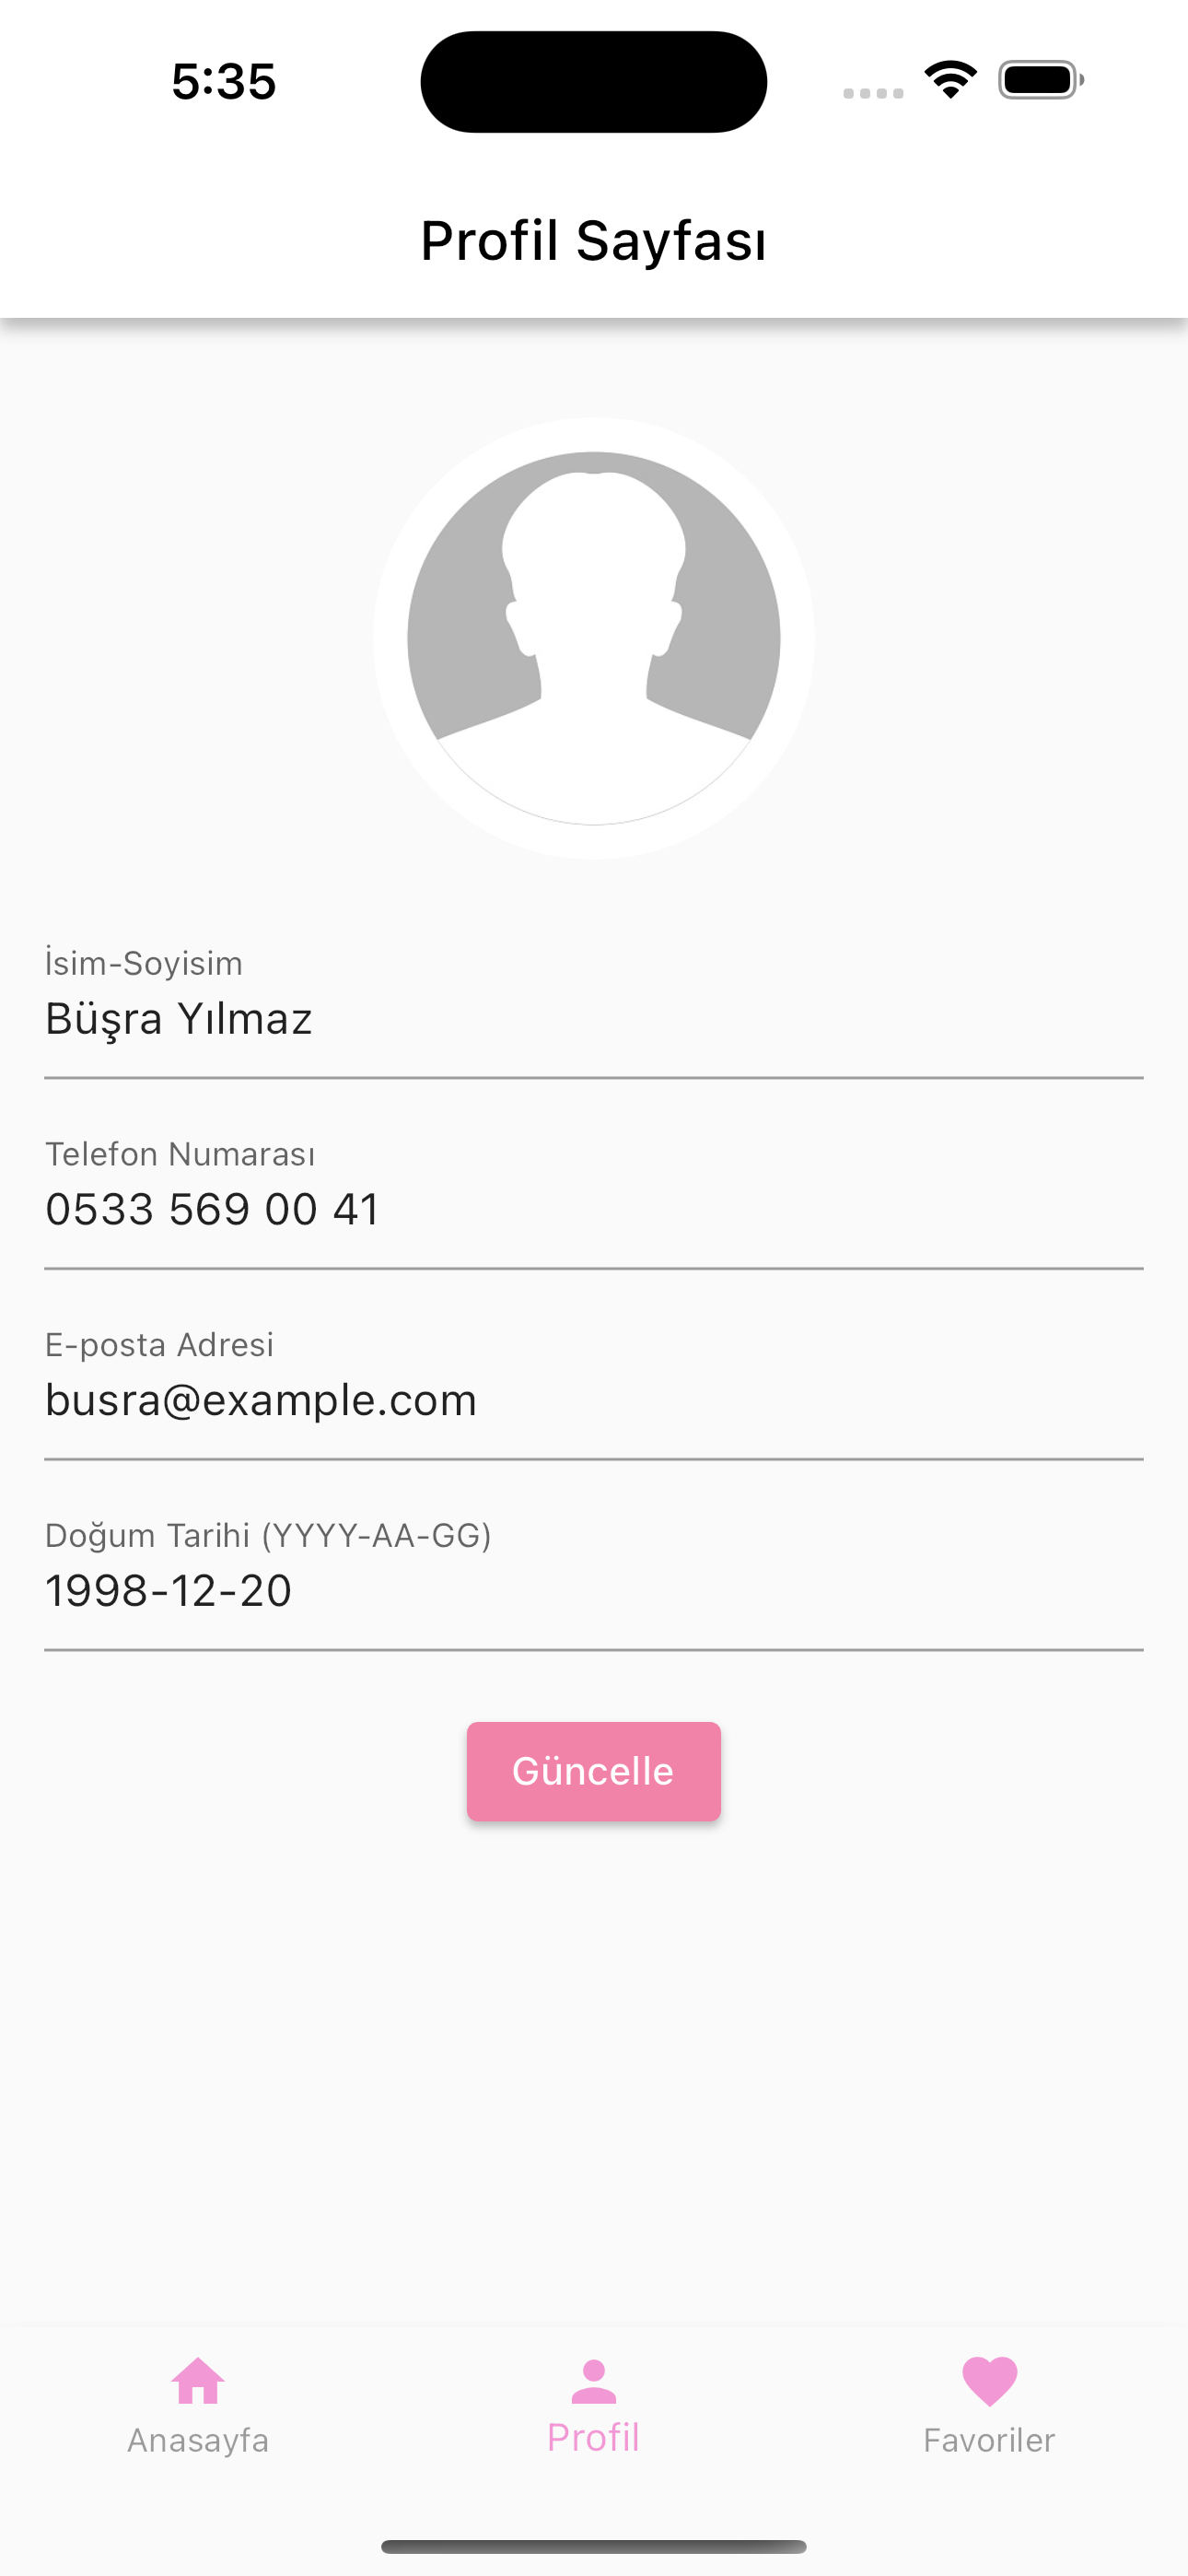 5:35
Profil Sayfası
İsim-Soyisim
Büşra Yılmaz
Telefon Numarası
0533 569 00 41
E-posta Adresi
busra@example.com
Doğum Tarihi (YYYY-AA-GG)
1998-12-20
Güncelle
Anasayfa
Profil
Favoriler